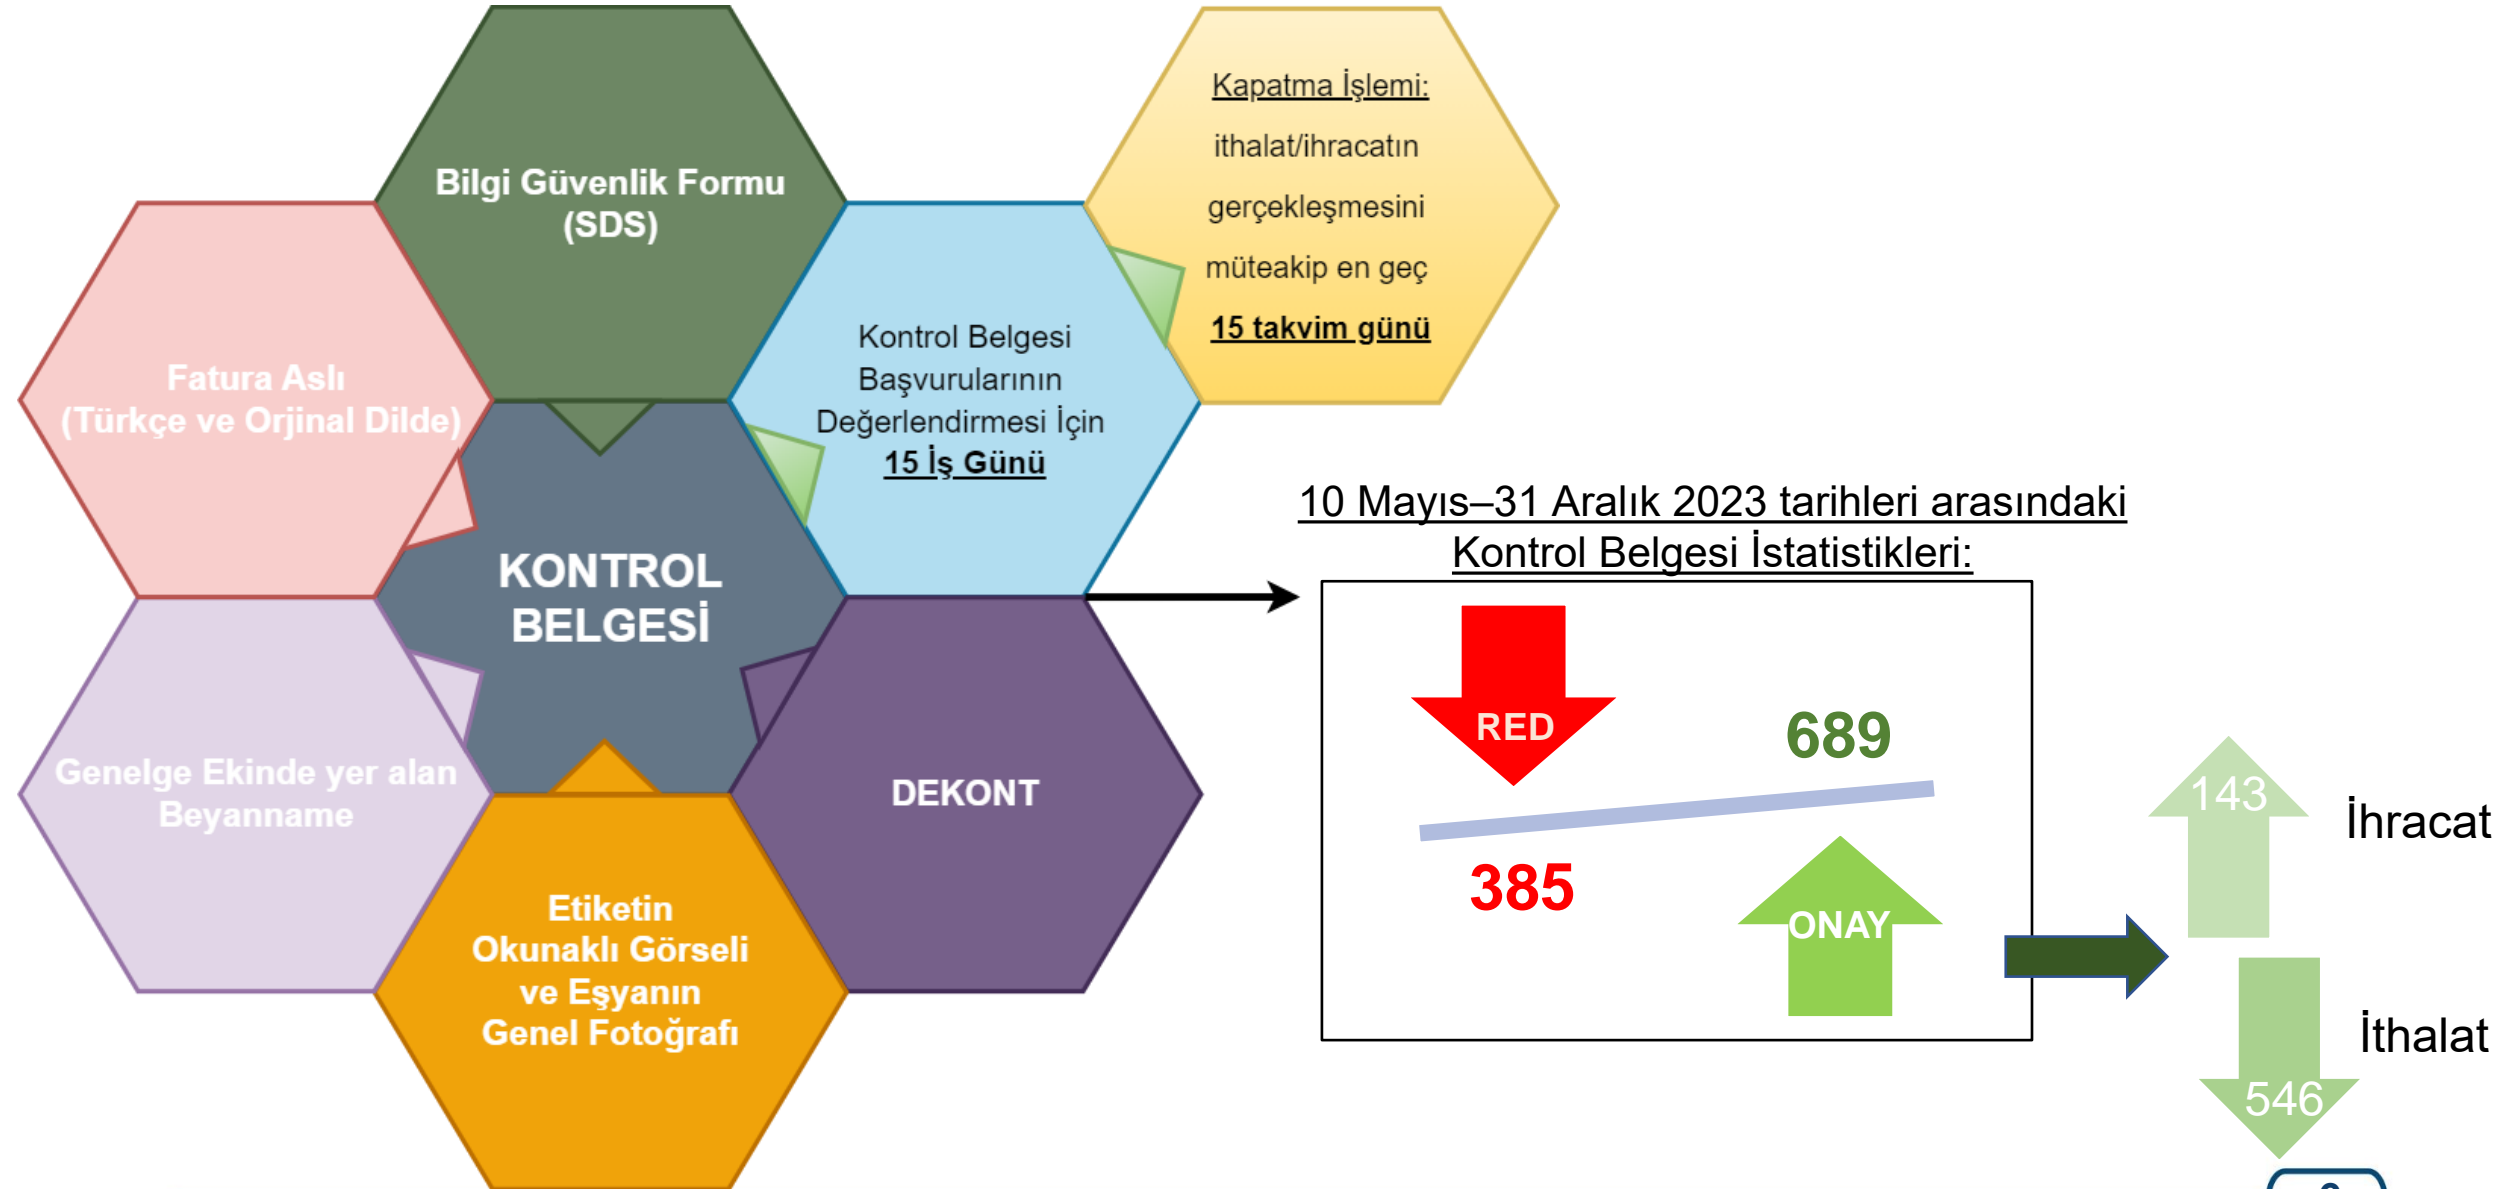 Bilgi Güvenlik Formu
(SDS)
Kapatma İşlemi:
ithalat/ihracatın
gerçekleşmesini
müteakip en geç
15 takvim günü
Fatura Aslı
(Türkçe ve Orjinal Dilde)
Kontrol Belgesi
Başvurularının
Değerlendirmesi İçin
15 İş Günü
KONTROL
BELGESİ
Genelge Ekinde yer alan
Beyanname
DEKONT
Etiketin
Okunaklı Görseli
ve Eşyanın
Genel Fotoğrafı
10 Mayıs–31 Aralık 2023 tarihleri arasındaki
Kontrol Belgesi İstatistikleri:
RED
689
385
ONAY
143
İhracat
İthalat
546